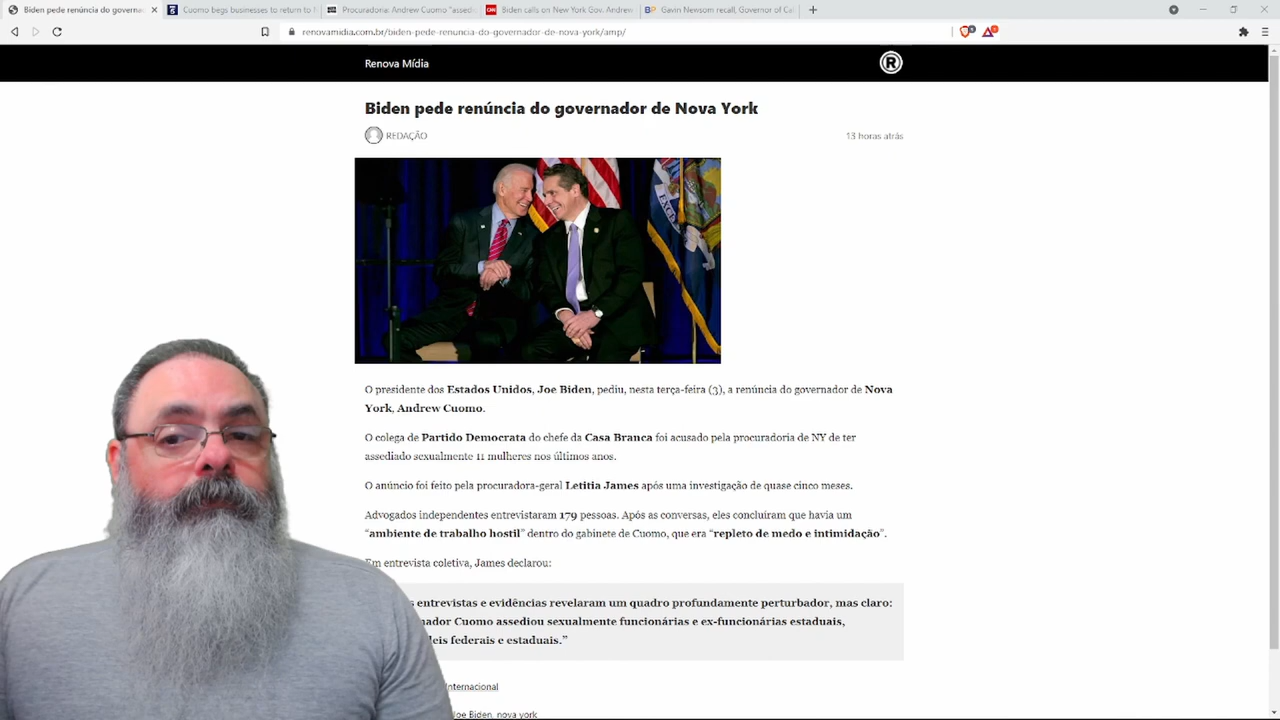 Biden pede renúncia do governad
Cuomo begs businesses to return to
Procuradoria: Andrew Cuomo "assed
Biden calls on New York Gov. Andrew
Gavin Newsom recall, Governor of Ca
renovamidia.com.br/biden-pede-renuncia-do-governador-de-nova-york/amp/
Renova Mídia
R
Biden pede renúncia do governador de Nova York
REDAÇÃO
13 horas atrás
EXCE
O presidente dos Estados Unidos, Joe Biden, pediu, nesta terça-feira (3), a renúncia do governador de Nova
York, Andrew Cuomo.
O colega de Partido Democrata do chefe da Casa Branca foi acusado pela procuradoria de NY de ter
assediado sexualmente 11 mulheres nos últimos anos.
O anúncio foi feito pela procuradora-geral Letitia James após uma investigação de quase cinco meses.
Advogados independentes entrevistaram 179 pessoas. Após as conversas, eles concluíram que havia um
“ambiente de trabalho hostil” dentro do gabinete de Cuomo, que era “repleto de medo e intimidação”.
Em entrevista coletiva, James declarou:
s entrevistas e evidências revelaram um quadro profundamente perturbador, mas claro:
nador Cuomo assediou sexualmente funcionárias e ex-funcionárias estaduais,
leis federais e estaduais.”
Internacional
Joe Biden, nova york